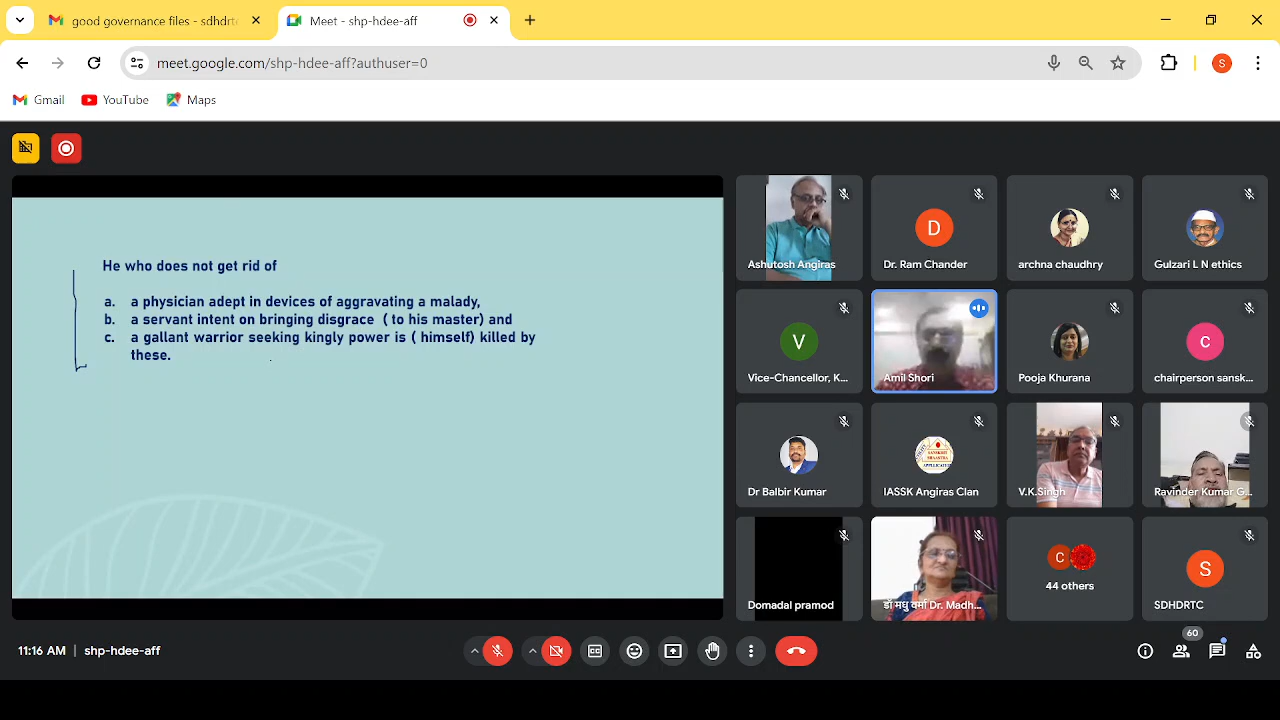 good governance files - sdhdrt
Meet - shp-hdee-aff
meet.google.com/shp-hdee-aff?authuser=0
S
Gmail
YouTube
Maps
He who does not get rid of
a. a physician adept in devices of aggravating a malady,
b. a servant intent on bringing disgrace ( to his master) and
c. a gallant warrior seeking kingly power is ( himself) killed by
these.
Ashutosh Angiras
D
Dr. Ram Chander
archna chaudhry
Gulzari L N ethics
V
Vice-Chancellor, K...
Amil Shori
Pooja Khurana
c
chairperson sansk...
Dr Balbir Kumar
SANSKRIT
SHAASTRA
IASSK Angiras Clan
V.K.Singh
Ravinder Kumar G...
Domadal pramod
डॉ मधु वर्मा Dr. Madh...
C
44 others
S
SDHDRTC
11:16 AM | shp-hdee-aff
60